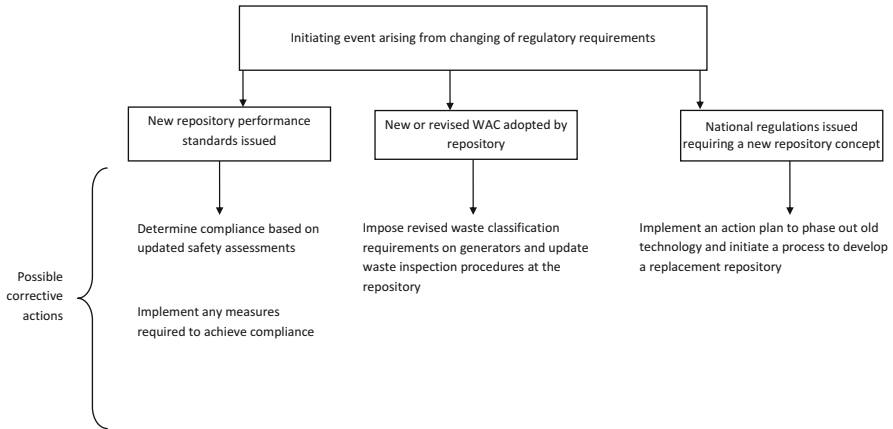 Initiating event arising from changing of regulatory requirements
New repository performance
standards issued
New or revised WAC adopted by
repository
National regulations issued
requiring a new repository concept
Possible
corrective
actions
Determine compliance based on
updated safety assessments
Implement any measures
required to achieve compliance
Impose revised waste classification
requirements on generators and update
waste inspection procedures at the
repository
Implement an action plan to phase out old
technology and initiate a process to develop
a replacement repository